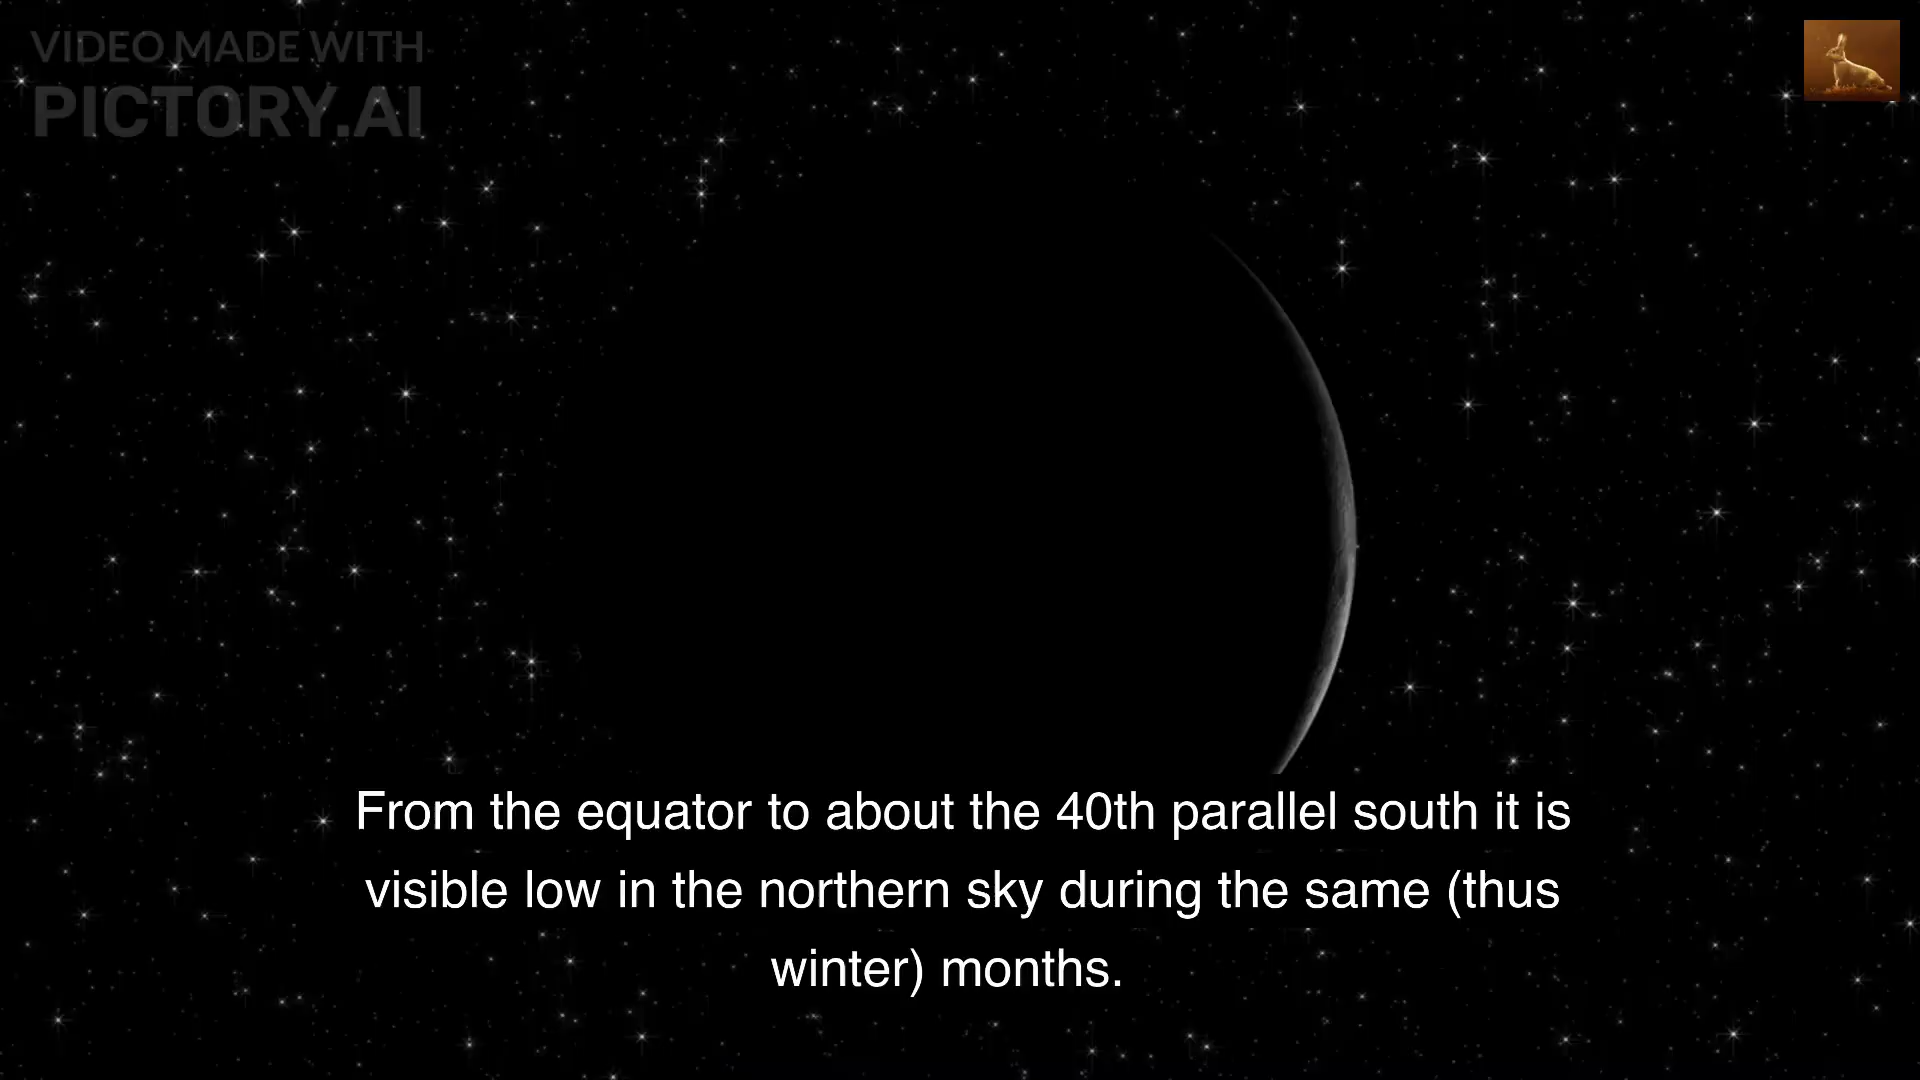 VIDEO MADE WITH
PICTORY.AI
From the equator to about the 40th parallel south it is
visible low in the northern sky during the same (thus
winter) months.